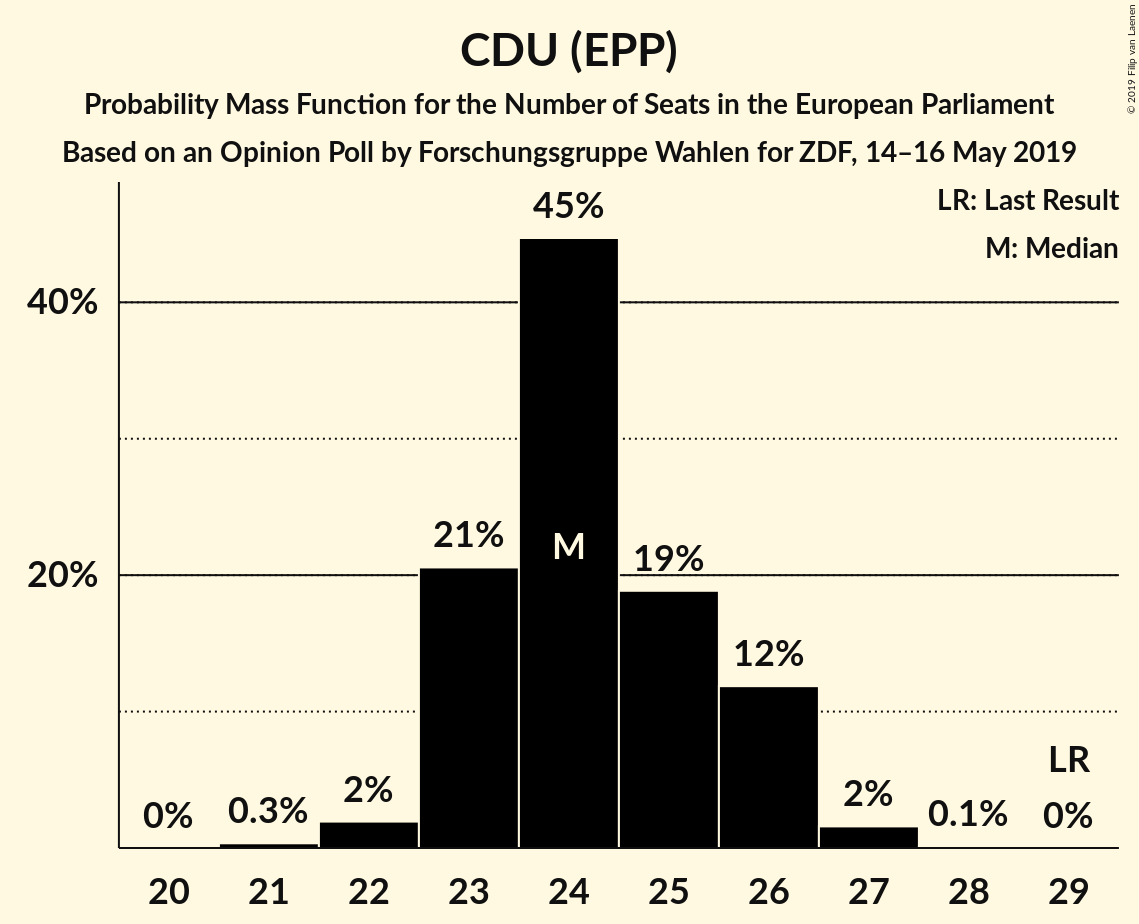 CDU (EPP)
Probability Mass Function for the Number of Seats in the European Parliament
Based on an Opinion Poll by Forschungsgruppe Wahlen for ZDF, 14–16 May 2019
© 2019 Filip van Laenen
LR: Last Result
M: Median
45%
40%
21%
M
19%
20%
12%
LR
0%
0.3%
2%
2%
0.1%
0%
20 21 22 23 24 25 26 27 28 29